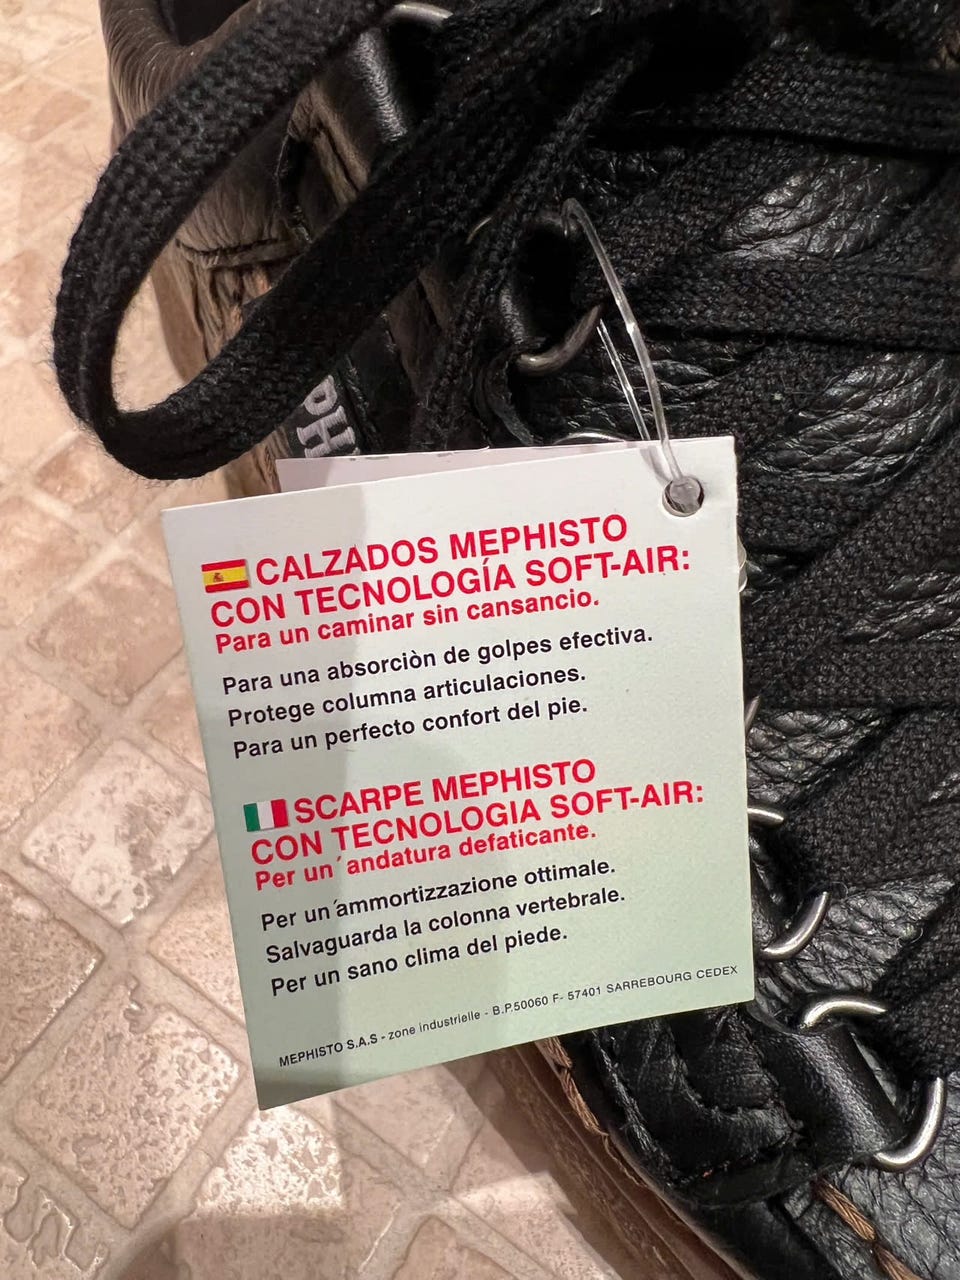 PH
CALZADOS MEPHISTO
CON TECNOLOGÍA SOFT-AIR:
Para un caminar sin cansancio.
Para una absorciòn de golpes efectiva.
Protege columna articulaciones.
Para un perfecto confort del pie.
SCARPE MEPHISTO
CON TECNOLOGIA SOFT-AIR:
Per un´andatura defaticante.
Per un´ammortizzazione ottimale.
Salvaguarda la colonna vertebrale.
Per un sano clima del piede.
MEPHISTO S.A.S - zone industrielle - B.P.50060 F- 57401 SARREBOURG CEDEX